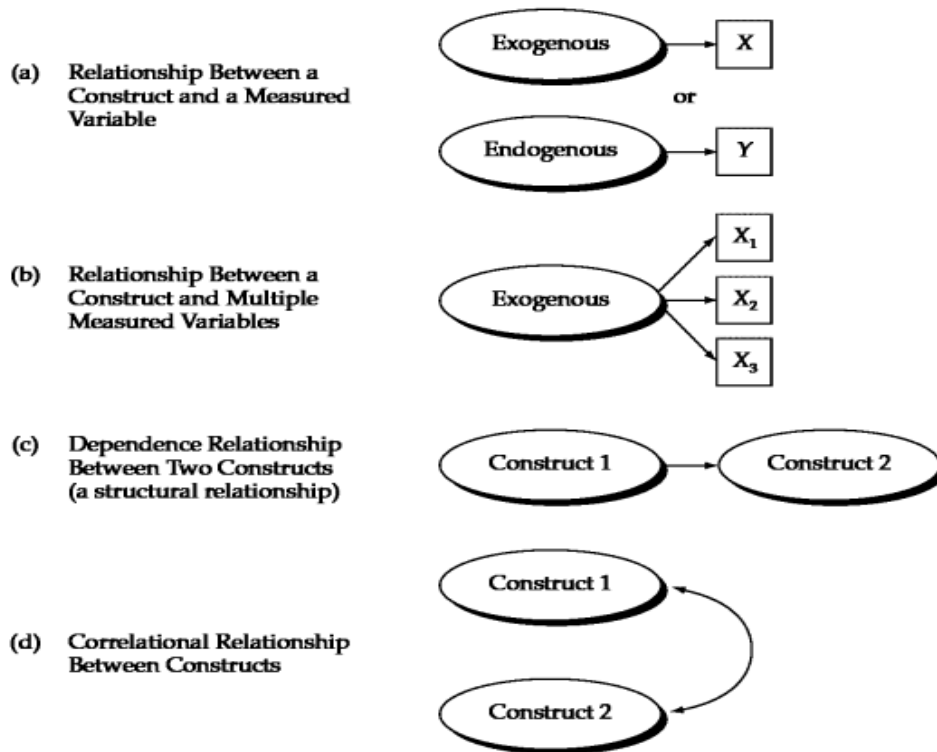 (a) Relationship Between a
Construct and a Measured
Variable
Exogenous
X
or
Endogenous
Y
(b) Relationship Between a
Construct and Multiple
Measured Variables
Exogenous
X₁
X₂
X₃
(c) Dependence Relationship
Between Two Constructs
(a structural relationship)
Construct 1
Construct 2
(d) Correlational Relationship
Between Constructs
Construct 1
Construct 2